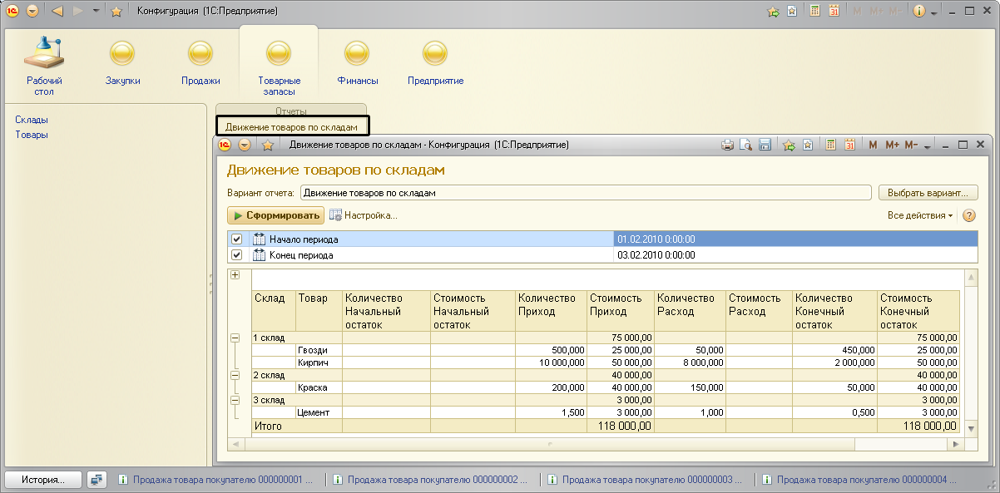 Конфигурация (1С:Предприятие)
M M+ M-
Рабочий стол
Закупки
Продажи
Товарные запасы
Финансы
Предприятие
Склады
Товары
Отчеты
Движение товаров по складам
Движение товаров по складам - Конфигурация (1С:Предприятие)
M M+ M-
Движение товаров по складам
Вариант отчета: Движение товаров по складам Выбрать вариант...
Сформировать Настройка... Все действия
Начало периода 01.02.2010 0:00:00
Конец периода 03.02.2010 0:00:00
Склад Товар Количество Начальный остаток Стоимость Начальный остаток Количество Приход Стоимость Приход Количество Расход Стоимость Расход Количество Конечный остаток Стоимость Конечный остаток
1 склад 75 000,00 75 000,00
Гвозди 500,000 25 000,00 50,000 450,000 25 000,00
Кирпич 10 000,000 50 000,00 8 000,000 2 000,000 50 000,00
2 склад 40 000,00 40 000,00
Краска 200,000 40 000,00 150,000 50,000 40 000,00
3 склад 3 000,00 3 000,00
Цемент 1,500 3 000,00 1,000 0,500 3 000,00
Итого 118 000,00 118 000,00
История... Продажа товара покупателю 000000001 ... Продажа товара покупателю 000000002 ... Продажа товара покупателю 000000003 ... Продажа товара покупателю 000000004 ...